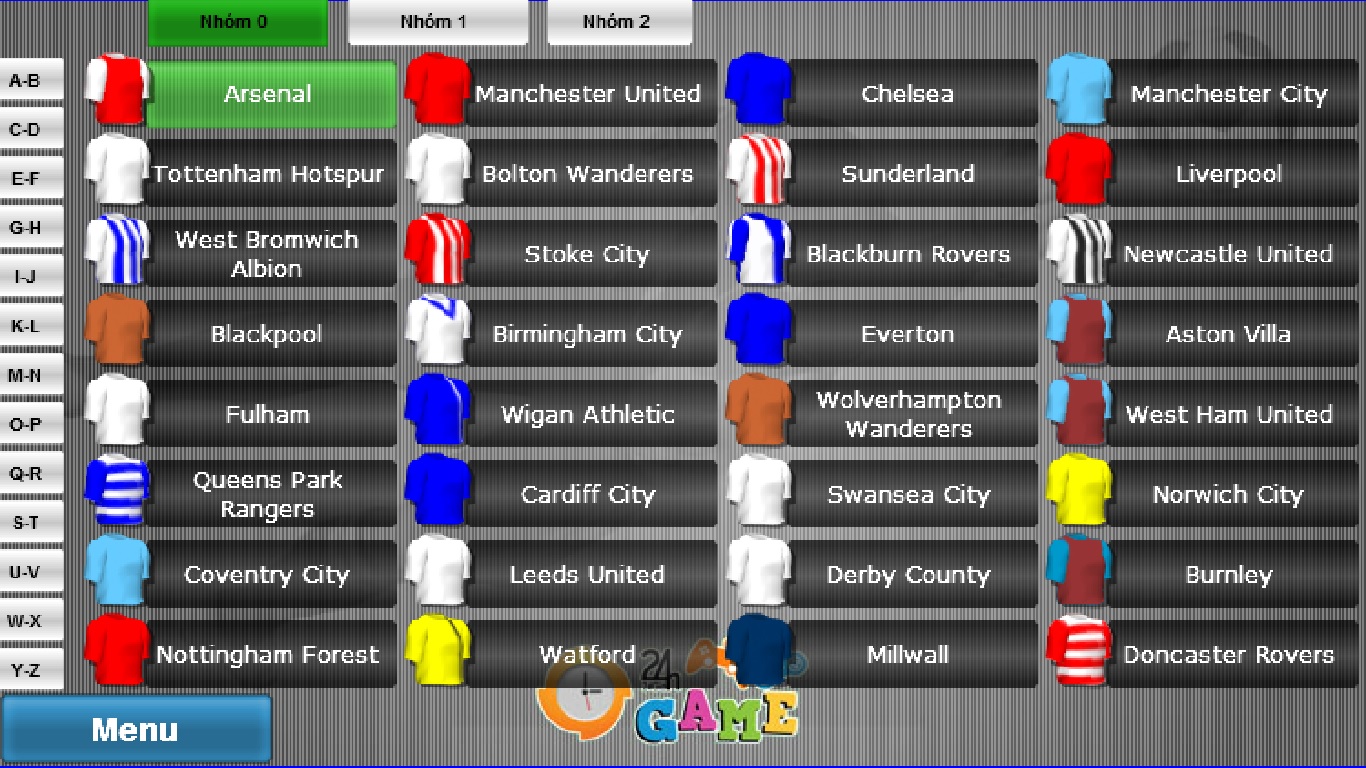 Nhóm 0
Nhóm 1
Nhóm 2
A-B
C-D
E-F
G-H
I-J
K-L
M-N
O-P
Q-R
S-T
U-V
W-X
Y-Z
Arsenal
Manchester United
Chelsea
Manchester City
Tottenham Hotspur
Bolton Wanderers
Sunderland
Liverpool
West Bromwich
Albion
Stoke City
Blackburn Rovers
Newcastle United
Blackpool
Birmingham City
Everton
Aston Villa
Fulham
Wigan Athletic
Wolverhampton
Wanderers
West Ham United
Queens Park
Rangers
Cardiff City
Swansea City
Norwich City
Coventry City
Leeds United
Derby County
Burnley
Nottingham Forest
Watford
Millwall
Doncaster Rovers
24h
GAME
Menu